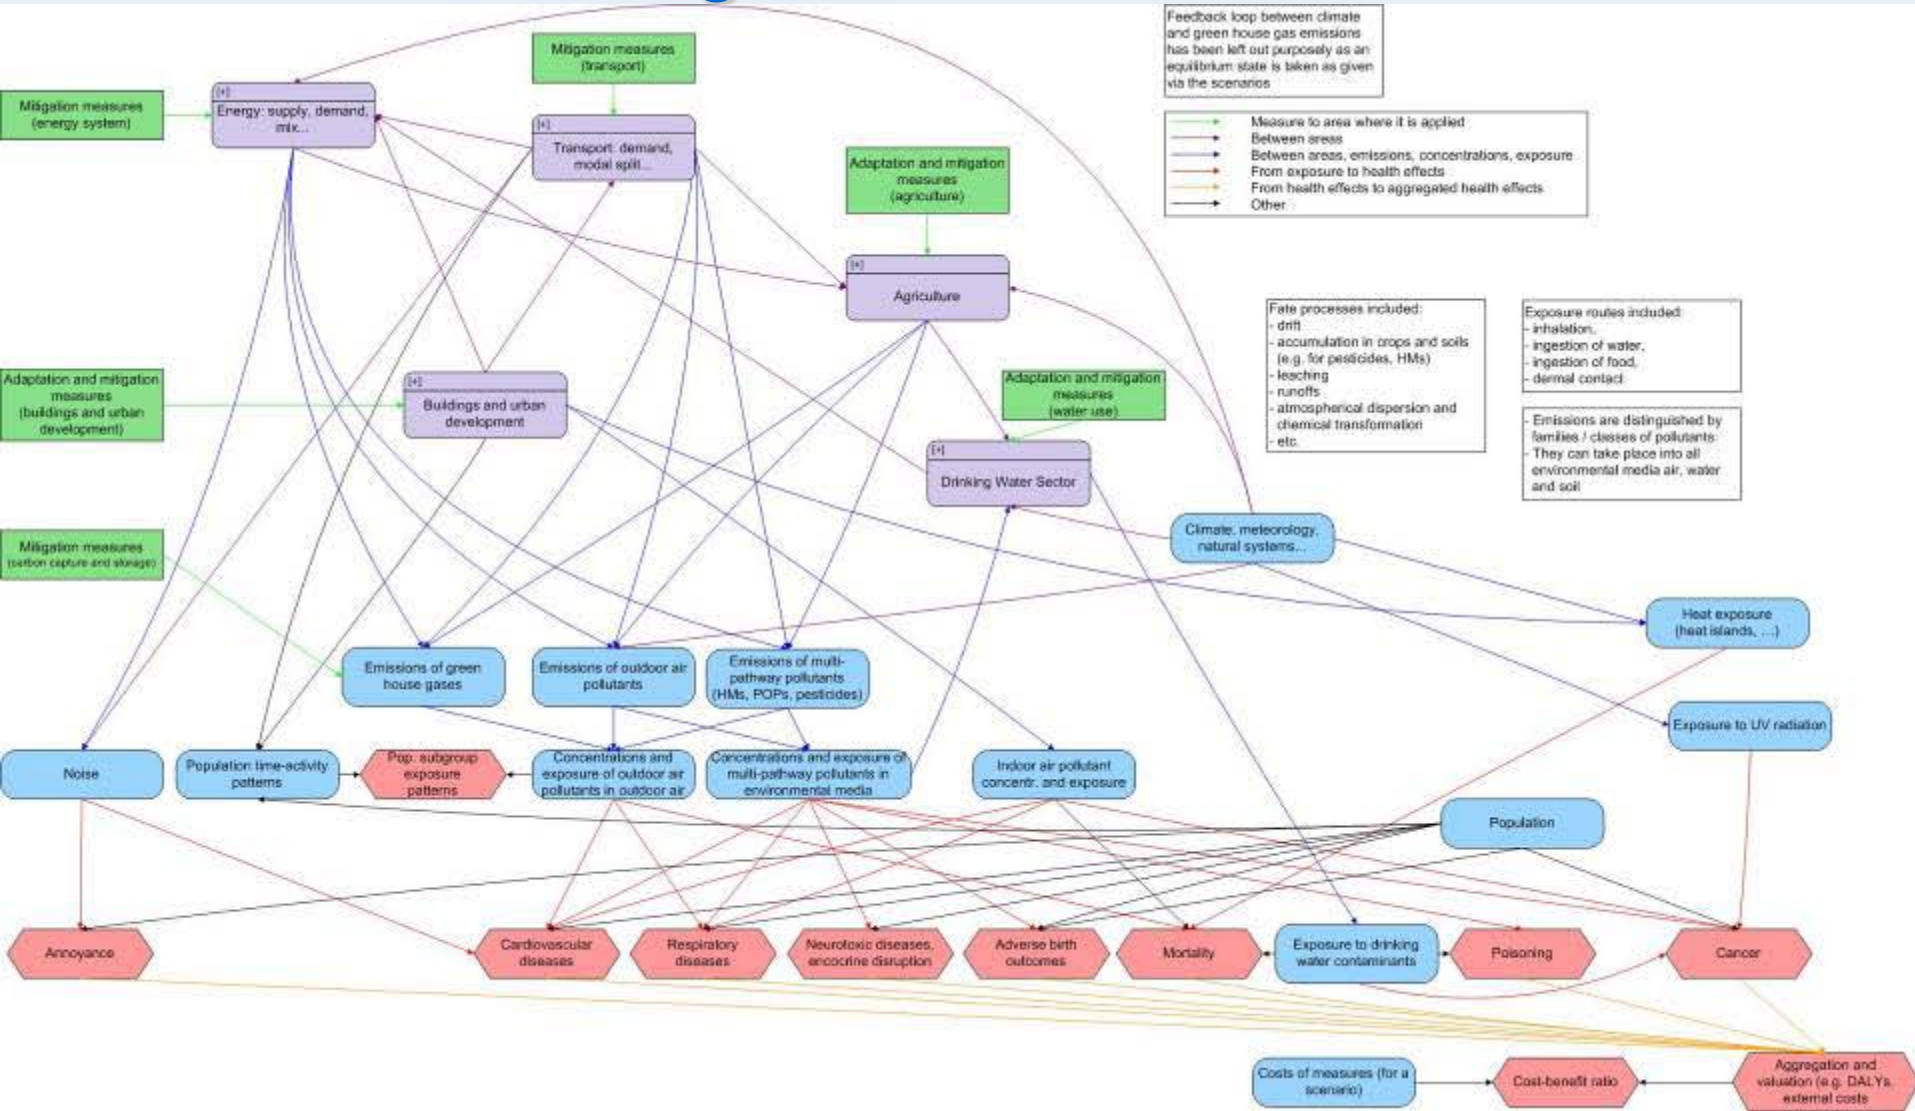 Feedback loop between climate
and green house gas emissions
has been left out purposely as an
equilibrium state is taken as given
via the scenarios
Mitigation measures
(transport)
Mitigation measures
(energy system)
[+]
Energy: supply, demand,
mix...
[+]
Transport: demand,
modal split...
Measure to area where it is applied
Between areas
Between areas, emissions, concentrations, exposure
From exposure to health effects
From health effects to aggregated health effects
Other
Adaptation and mitigation
measures
(agriculture)
[+]
Agriculture
Fate processes included:
- drift
- accumulation in crops and soils
(e.g. for pesticides, HMs)
- leaching
- runoffs
- atmospherical dispersion and
chemical transformation
- etc.
Exposure routes included:
- inhalation,
- ingestion of water,
- ingestion of food,
- dermal contact
- Emissions are distinguished by
families / classes of pollutants:
- They can take place into all
environmental media air, water
and soil
Adaptation and mitigation
measures
(buildings and urban
development)
[+]
Buildings and urban
development
Adaptation and mitigation
measures
(water use)
[+]
Drinking Water Sector
Climate, meteorology,
natural systems...
Mitigation measures
(carbon capture and storage)
Heat exposure
(heat islands, ...)
Emissions of green
house gases
Emissions of outdoor air
pollutants
Emissions of multi-
pathway pollutants
(HMs, POPs, pesticides)
Exposure to UV radiation
Noise
Population time-activity
patterns
Pop. subgroup
exposure
patterns
Concentrations and
exposure of outdoor air
pollutants in outdoor air
Concentrations and exposure of
multi-pathway pollutants in
environmental media
Indoor air pollutant
concentr. and exposure
Population
Annoyance
Cardiovascular
diseases
Respiratory
diseases
Neurotoxic diseases,
encocrine disruption
Adverse birth
outcomes
Mortality
Exposure to drinking
water contaminants
Poisoning
Cancer
Costs of measures (for a
scenario)
Cost-benefit ratio
Aggregation and
valuation (e.g. DALYs,
external costs